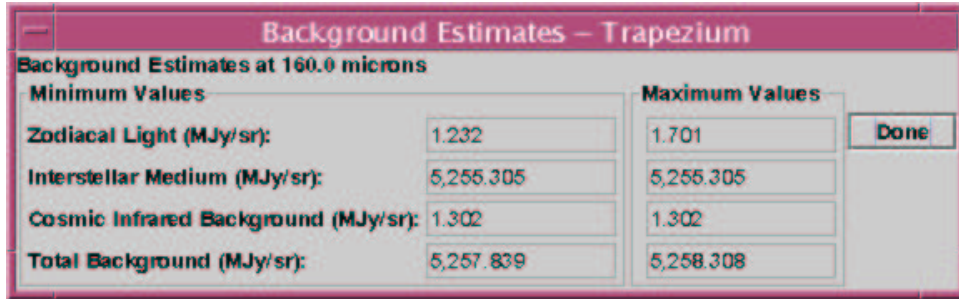 Background Estimates – Trapezium
Background Estimates at 160.0 microns
Minimum Values Maximum Values
Zodiacal Light (MJy/sr): 1.232 1.701 Done
Interstellar Medium (MJy/sr): 5,255.305 5,255.305
Cosmic Infrared Background (MJy/sr): 1.302 1.302
Total Background (MJy/sr): 5,257.839 5,258.308